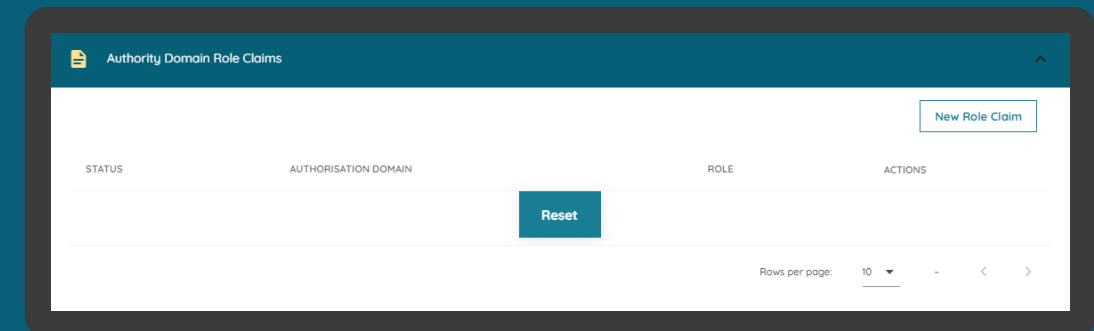 Authority Domain Role Claims
New Role Claim
STATUS AUTHORISATION DOMAIN ROLE ACTIONS
Reset
Rows per page: 10 -